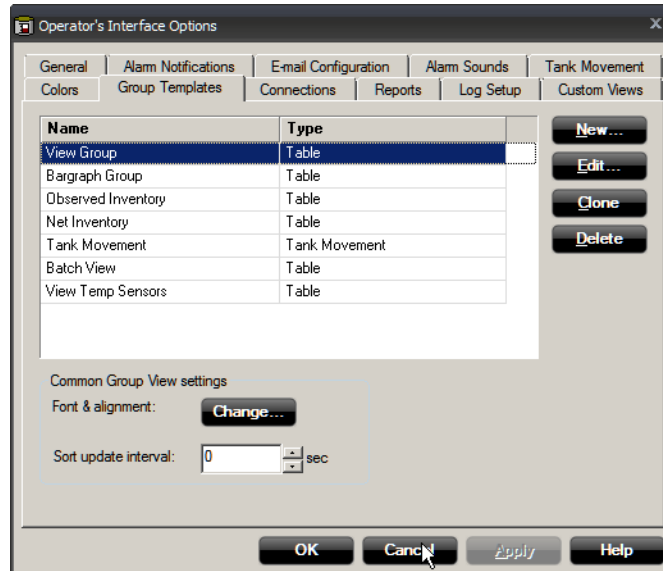 Operator's Interface Options
General Alarm Notifications E-mail Configuration Alarm Sounds Tank Movement
Colors Group Templates Connections Reports Log Setup Custom Views
Name Type
View Group Table
Bargraph Group Table
Observed Inventory Table
Net Inventory Table
Tank Movement Tank Movement
Batch View Table
View Temp Sensors Table
New...
Edit...
Clone
Delete
Common Group View settings
Font & alignment: Change...
Sort update interval: 0 sec
OK Cancel Apply Help